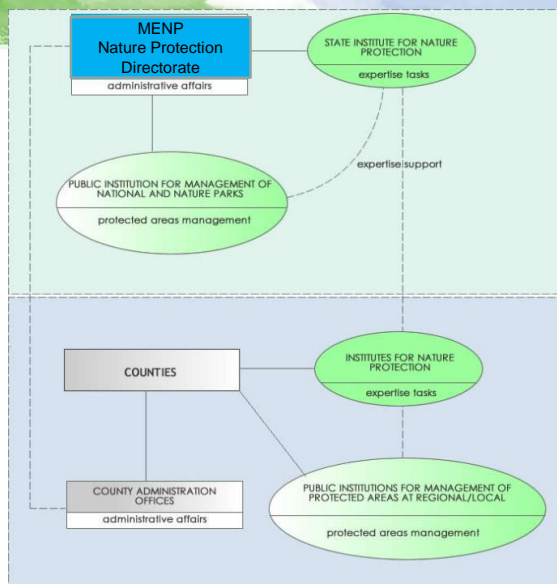 MENP
Nature Protection
Directorate
administrative affairs
STATE INSTITUTE FOR NATURE
PROTECTION
expertise tasks
expertise support
PUBLIC INSTITUTION FOR MANAGEMENT OF
NATIONAL AND NATURE PARKS
protected areas management
COUNTIES
INSTITUTES FOR NATURE
PROTECTION
expertise tasks
COUNTY ADMINISTRATION
OFFICES
administrative affairs
PUBLIC INSTITUTIONS FOR MANAGEMENT OF
PROTECTED AREAS AT REGIONAL/LOCAL
protected areas management